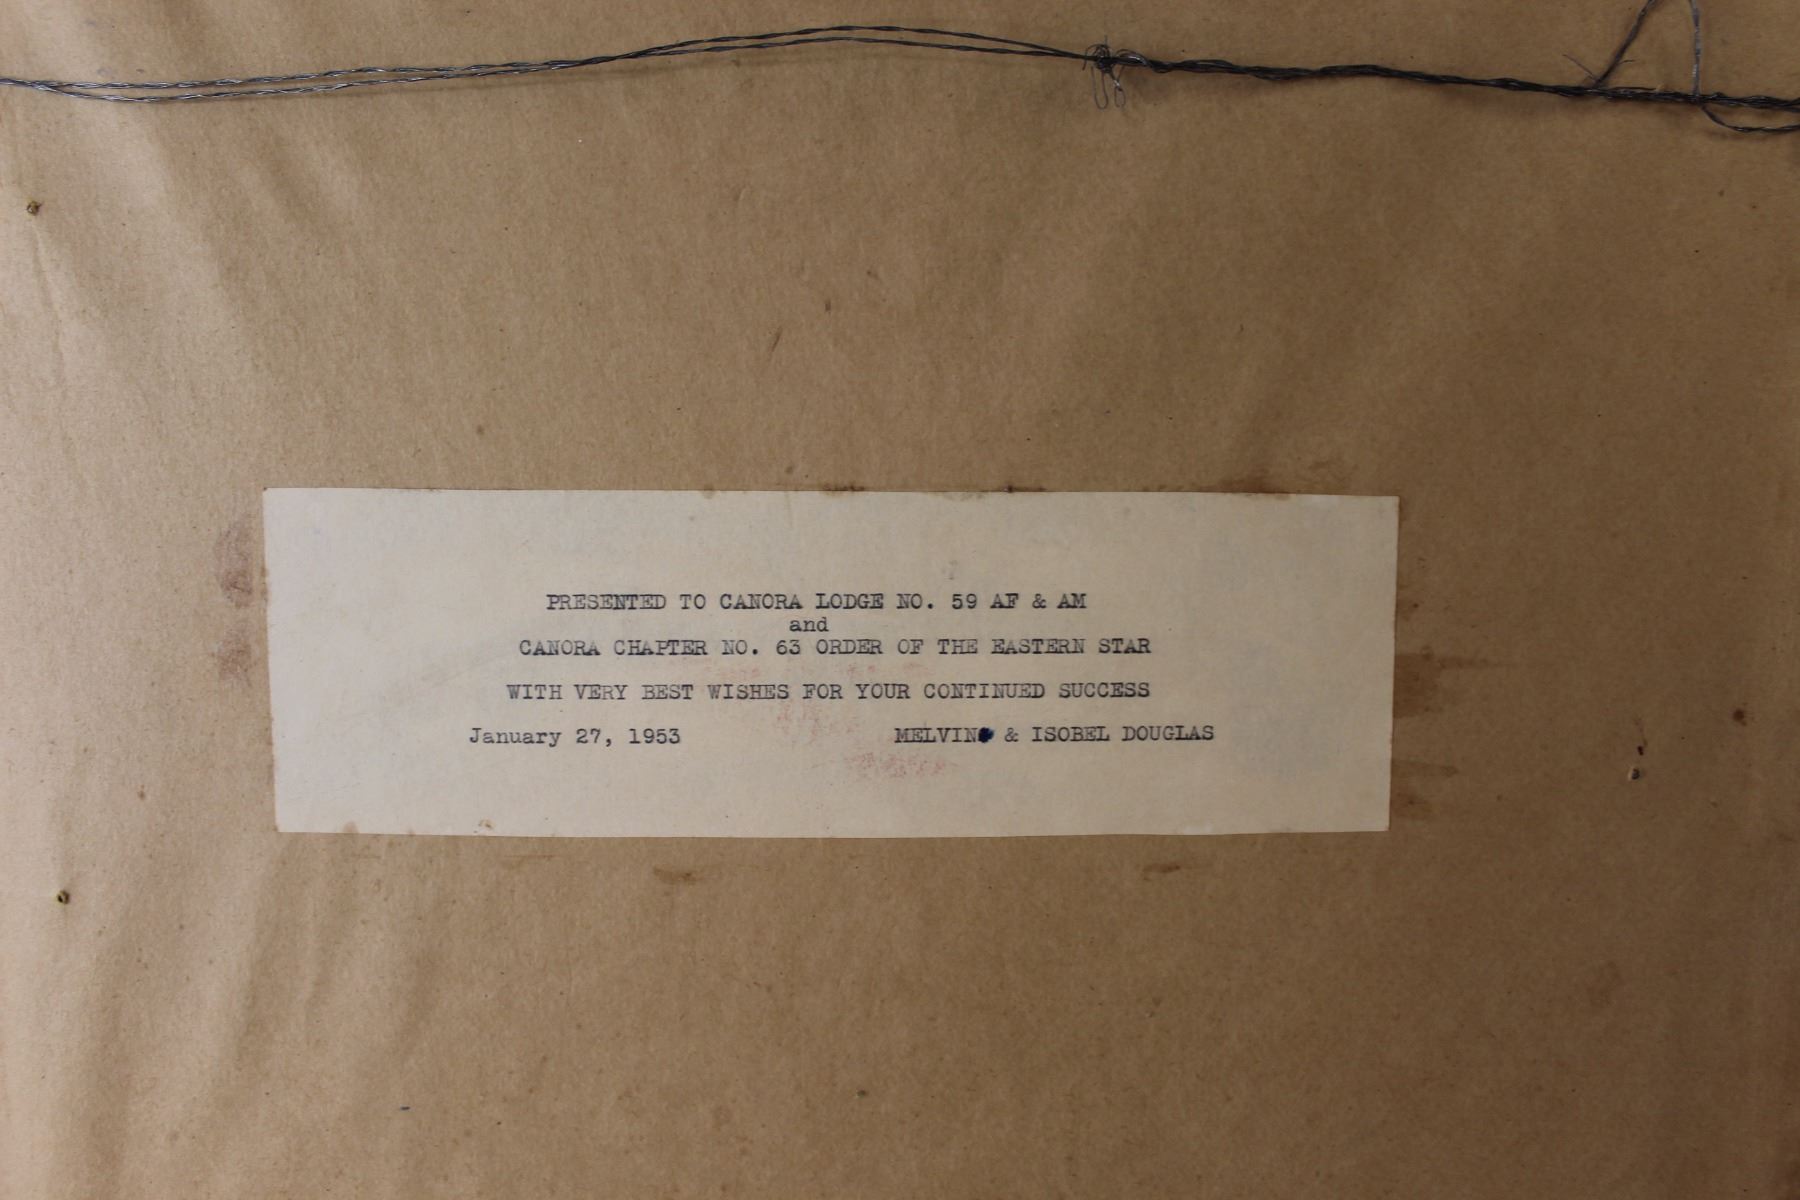 PRESENTED TO CANORA LODGE NO. 59 AF & AM
and
CANORA CHAPTER NO. 63 ORDER OF THE EASTERN STAR
WITH VERY BEST WISHES FOR YOUR CONTINUED SUCCESS
January 27, 1953 MELVIN & ISOBEL DOUGLAS